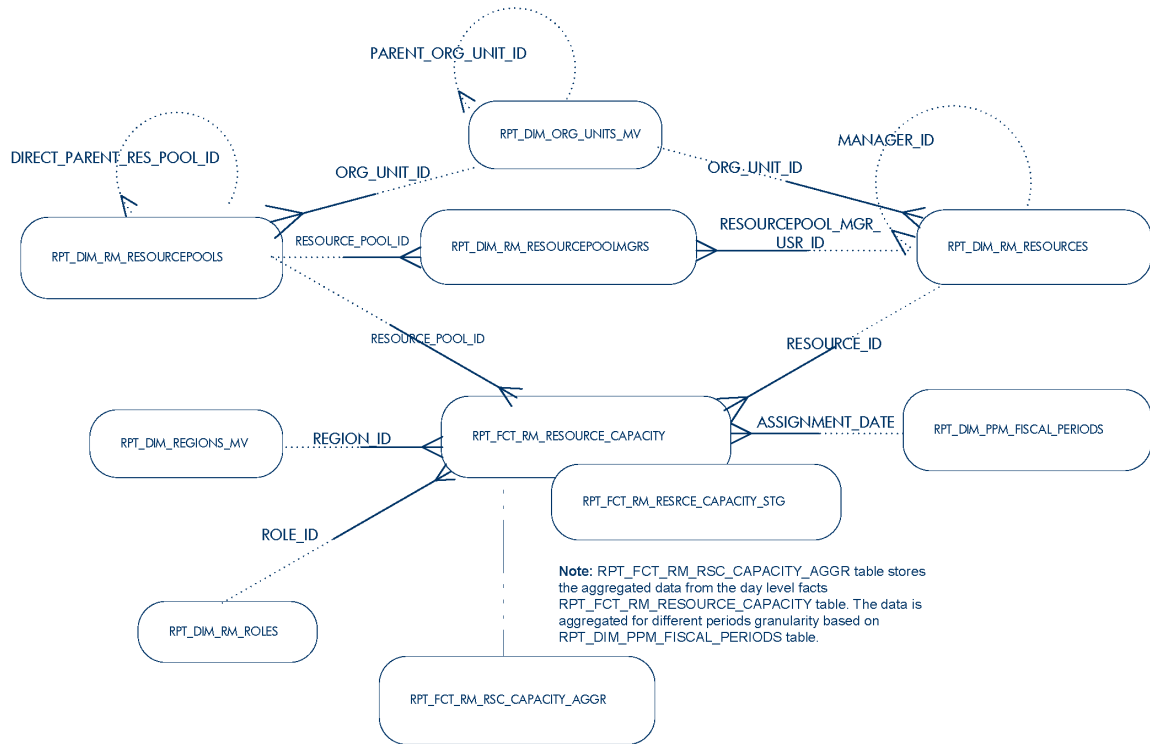 PARENT_ORG_UNIT_ID
RPT_DIM_ORG_UNITS_MV
MANAGER_ID
DIRECT_PARENT_RES_POOL_ID
ORG_UNIT_ID
ORG_UNIT_ID
RPT_DIM_RM_RESOURCEPOOLS
RESOURCE_POOL_ID
RPT_DIM_RM_RESOURCEPOOLMGRS
RESOURCEPOOL_MGR_
USR_ID
RPT_DIM_RM_RESOURCES
RESOURCE_POOL_ID
RESOURCE_ID
RPT_DIM_REGIONS_MV
REGION_ID
RPT_FCT_RM_RESOURCE_CAPACITY
ASSIGNMENT_DATE
RPT_DIM_PPM_FISCAL_PERIODS
RPT_FCT_RM_RESRCE_CAPACITY_STG
ROLE_ID
Note: RPT_FCT_RM_RSC_CAPACITY_AGGR table stores
the aggregated data from the day level facts
RPT_FCT_RM_RESOURCE_CAPACITY table. The data is
aggregated for different periods granularity based on
RPT_DIM_PPM_FISCAL_PERIODS table.
RPT_DIM_RM_ROLES
RPT_FCT_RM_RSC_CAPACITY_AGGR